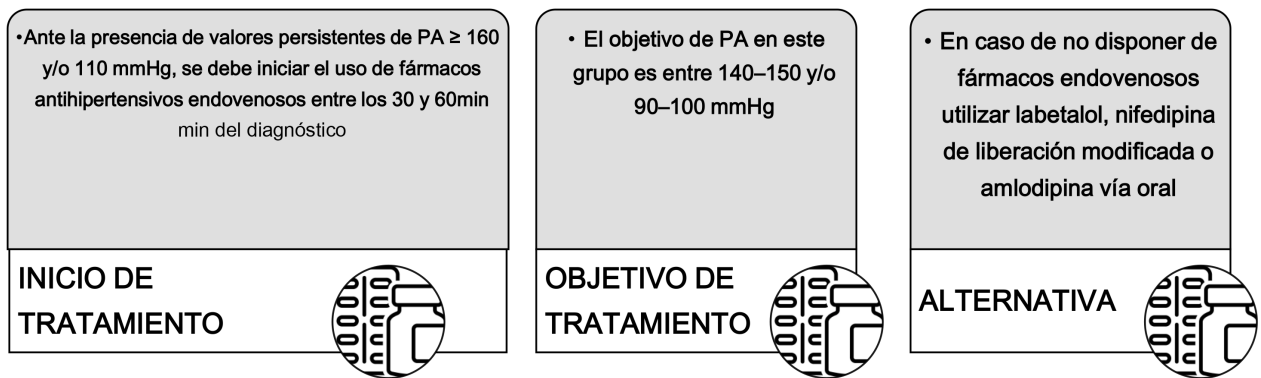 •Ante la presencia de valores persistentes de PA ≥ 160
y/o 110 mmHg, se debe iniciar el uso de fármacos
antihipertensivos endovenosos entre los 30 y 60min
min del diagnóstico
INICIO DE
TRATAMIENTO
• El objetivo de PA en este
grupo es entre 140–150 y/o
90–100 mmHg
OBJETIVO DE
TRATAMIENTO
• En caso de no disponer de
fármacos endovenosos
utilizar labetalol, nifedipina
de liberación modificada o
amlodipina vía oral
ALTERNATIVA